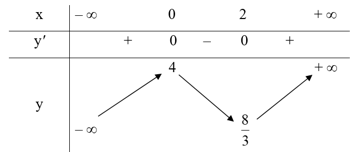 x −∞ 0 2 +∞
y′ + 0 − 0 +
4 +∞
y
−∞ 8/3